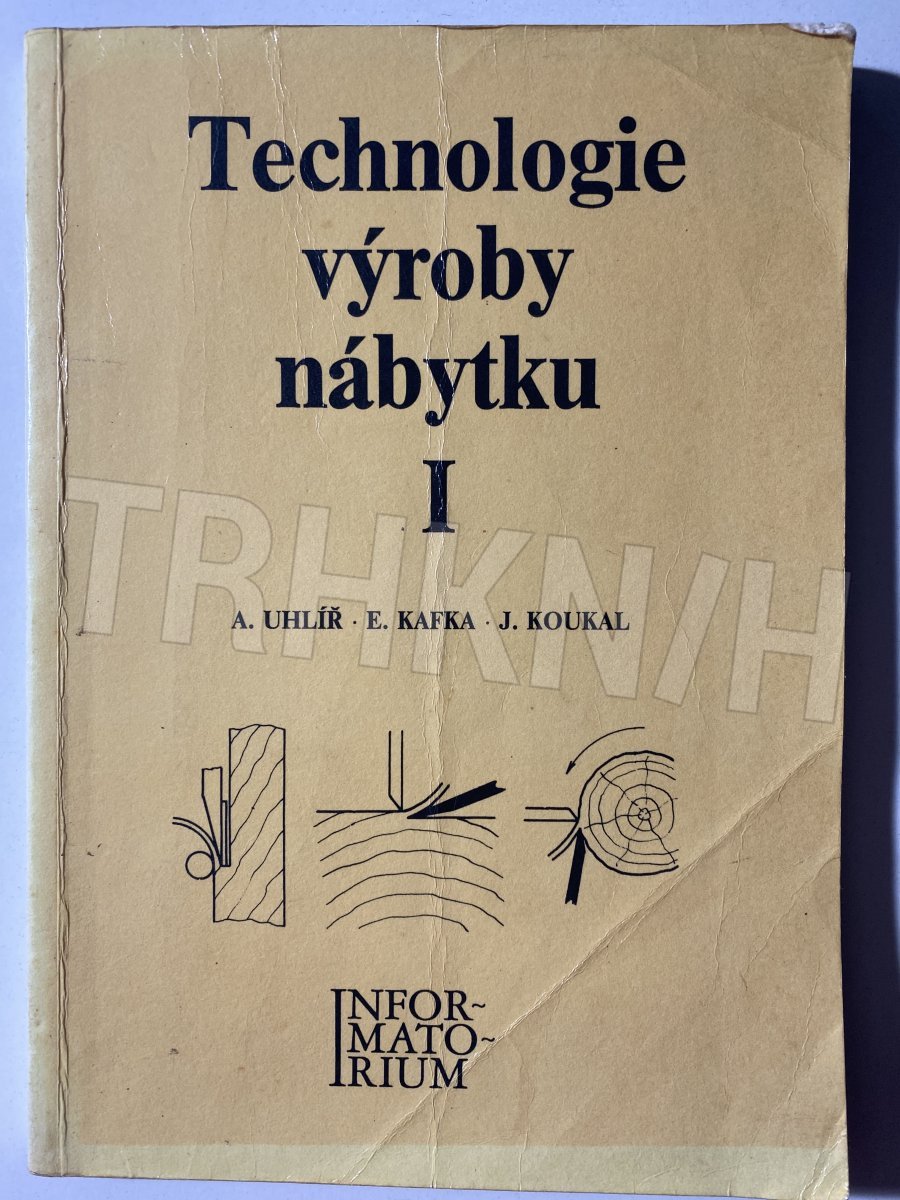 Technologie
výroby
nábytku
I
TRHKNIH
A. UHLÍŘ · E. KAFKA · J. KOUKAL
INFOR~
MATO~
RIUM